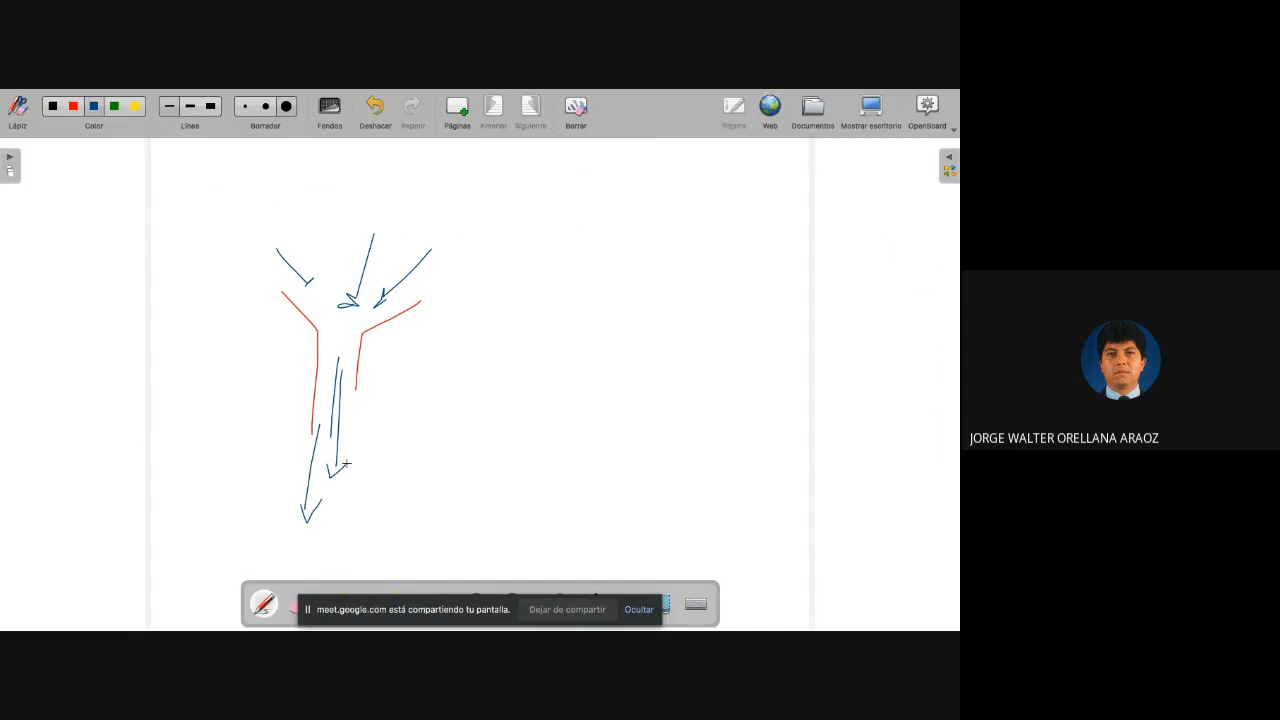 Lápiz Color Línea Borrador Fondos Deshacer Repetir Páginas Anterior Siguiente Borrar Pizarra Web Documentos Mostrar escritorio OpenBoard
JORGE WALTER ORELLANA ARAOZ
meet.google.com está compartiendo tu pantalla. Dejar de compartir Ocultar